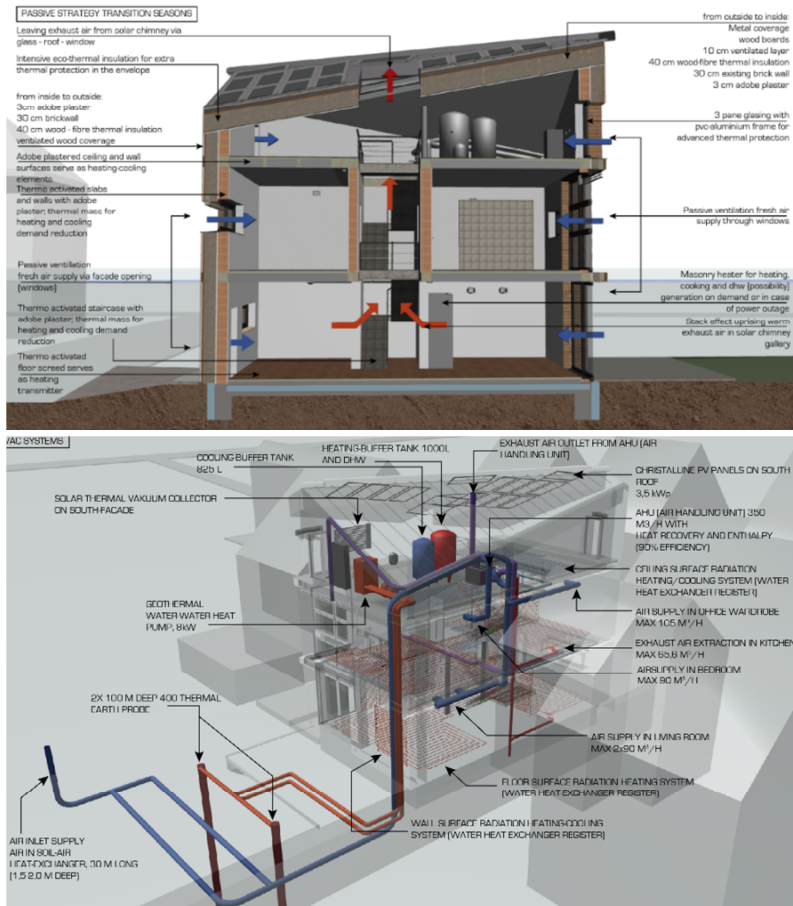 PASSIVE STRATEGY TRANSITION SEASONS
Leaving exhaust air from solar chimney via
glass - roof - window
Intensive eco-thermal insulation for extra
thermal protection in the envelope
from inside to outside:
3cm adobe plaster
30 cm brickwall
40 cm wood - fibre thermal insulation
ventilated wood coverage
Adobe plastered ceiling and wall
surfaces serve as heating-cooling
elements
Thermo activated slabs
and walls with adobe
plaster; thermal mass for
heating and cooling
demand reduction
Passive ventillation
fresh air supply via facade opening
(windows)
Thermo activated staircase with
adobe plaster; thermal mass for
heating and cooling demand
reduction
Thermo activated
floor screed serves
as heating
transmitter
from outside to inside:
Metal coverage
wood boards
10 cm ventilated layer
40 cm wood-fibre thermal insulation
30 cm existing brick wall
3 cm adobe plaster
3 pane glasing with
pvc-aluminium frame for
advanced thermal protection
Passive ventilation fresh air
supply through windows
Masonry heater for heating,
cooking and dhw (possibility)
generation on demand or in case
of power outage
Stack effect uprising warm
exhaust air in solar chimney
gallery
VAC SYSTEMS
COOLING-BUFFER TANK
825 L
HEATING-BUFFER TANK 1000L
AND DHW
EXHAUST AIR OUTLET FROM AHU (AIR
HANDLING UNIT)
SOLAR THERMAL VAKUUM COLLECTOR
ON SOUTH-FACADE
CHRISTALLINE PV PANELS ON SOUTH
ROOF
3,5 kWp
AHU (AIR HANDLING UNIT) 350
M3/H WITH
HEAT RECOVERY AND ENTHALPY
(90% EFFICIENCY)
CEILING SURFACE RADIATION
HEATING/COOLING SYSTEM (WATER
HEAT EXCHANGER REGISTER)
GEOTHERMAL
WATER-WATER HEAT
PUMP, 8kW
AIR SUPPLY IN OFFICE WARDROBE
MAX 105 M³/H
EXHAUST AIR EXTRACTION IN KITCHEN
MAX 65,6 M³/H
AIRSUPPLY IN BEDROOM
MAX 90 M³/H
2X 100 M DEEP 400 THERMAL
EARTH PROBE
AIR SUPPLY IN LIVING ROOM
MAX 2x90 M³/H
FLOOR SURFACE RADIATION HEATING SYSTEM
(WATER HEAT EXCHANGER REGISTER)
WALL SURFACE RADIATION HEATING-COOLING
SYSTEM (WATER HEAT EXCHANGER REGISTER)
AIR INLET SUPPLY
AIR IN SOIL-AIR
HEAT-EXCHANGER, 30 M LONG
(1,5 2,0 M DEEP)